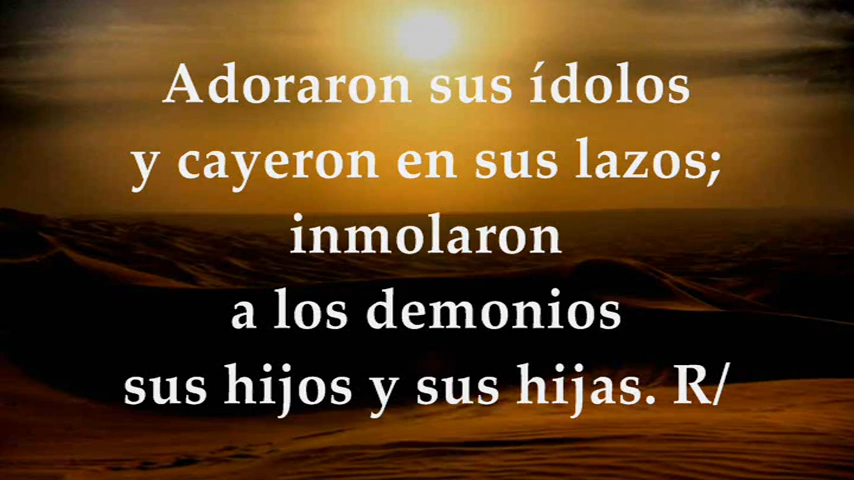 Adoraron sus ídolos
y cayeron en sus lazos;
inmolaron
a los demonios
sus hijos y sus hijas. R/